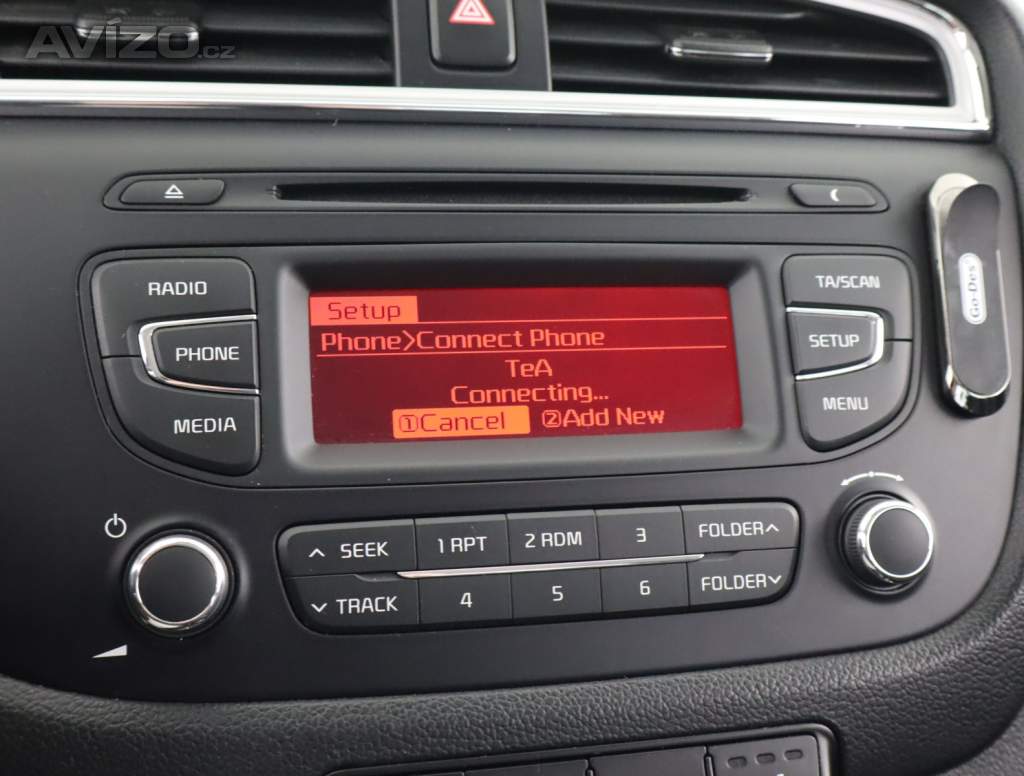 AVÍZO.cz
RADIO
PHONE
MEDIA
Setup
Phone>Connect Phone
TeA
Connecting...
①Cancel ②Add New
TA/SCAN
SETUP
MENU
Go-Des®
SEEK 1 RPT 2 RDM 3 FOLDER
TRACK 4 5 6 FOLDER